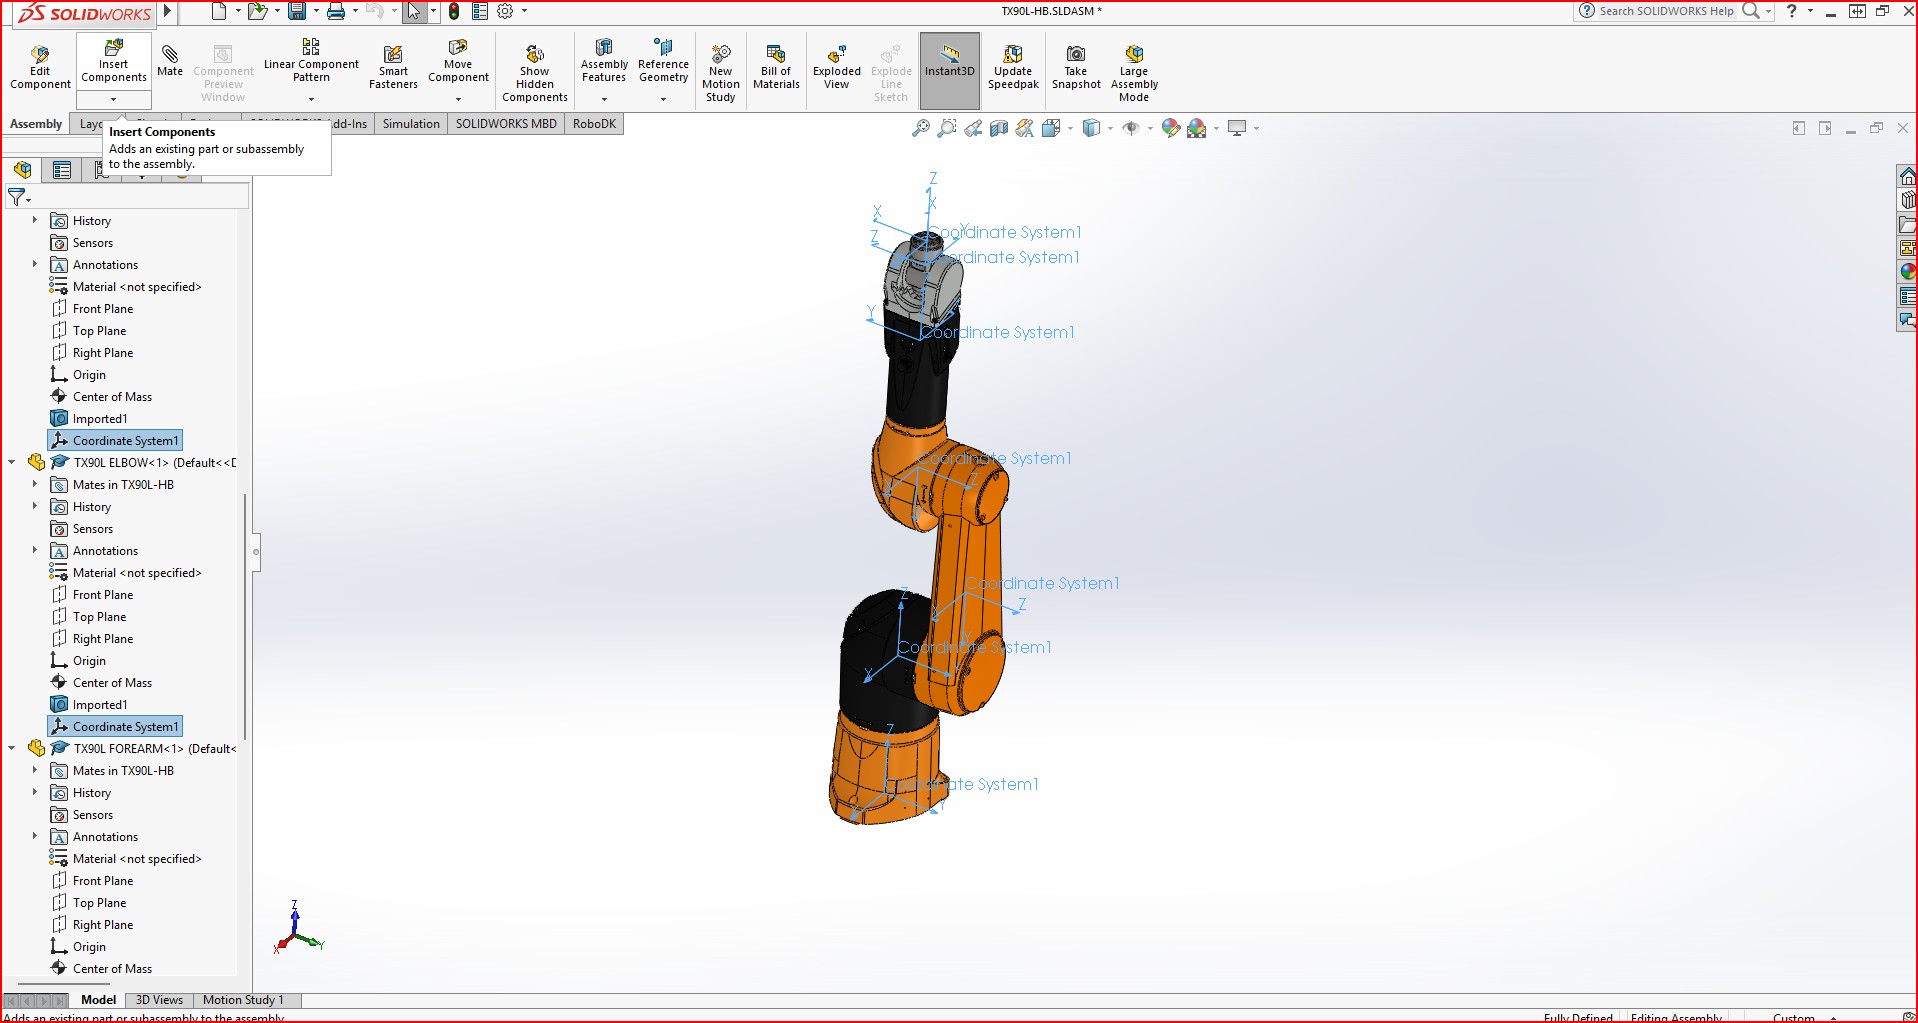 SOLIDWORKS
TX90L-HB.SLDASM *
Search SOLIDWORKS Help
?
Edit
Component
Insert
Components
Mate
Component
Preview
Window
Linear Component
Pattern
Smart
Fasteners
Move
Component
Show
Hidden
Components
Assembly
Features
Reference
Geometry
New
Motion
Study
Bill of
Materials
Exploded
View
Explode
Line
Sketch
Instant3D
Update
Speedpak
Take
Snapshot
Large
Assembly
Mode
Assembly
Simulation
SOLIDWORKS MBD
RoboDK
Insert Components
Adds an existing part or subassembly
to the assembly.
History
Sensors
Annotations
Material <not specified>
Front Plane
Top Plane
Right Plane
Origin
Center of Mass
Imported1
Coordinate System1
TX90L ELBOW<1> (Default<<D
Mates in TX90L-HB
History
Sensors
Annotations
Material <not specified>
Front Plane
Top Plane
Right Plane
Origin
Center of Mass
Imported1
Coordinate System1
TX90L FOREARM<1> (Default<
Mates in TX90L-HB
History
Sensors
Annotations
Material <not specified>
Front Plane
Top Plane
Right Plane
Origin
Center of Mass
Z
X
X
Z
Y
Coordinate System1
Coordinate System1
Y
Coordinate System1
Coordinate System1
Z
Coordinate System1
Z
Z
Coordinate System1
X
Z
Coordinate System1
Y
Z
X
Y
Model
3D Views
Motion Study 1
Adds an existing part or subassembly to the assembly.
Fully Defined
Editing Assembly
Custom